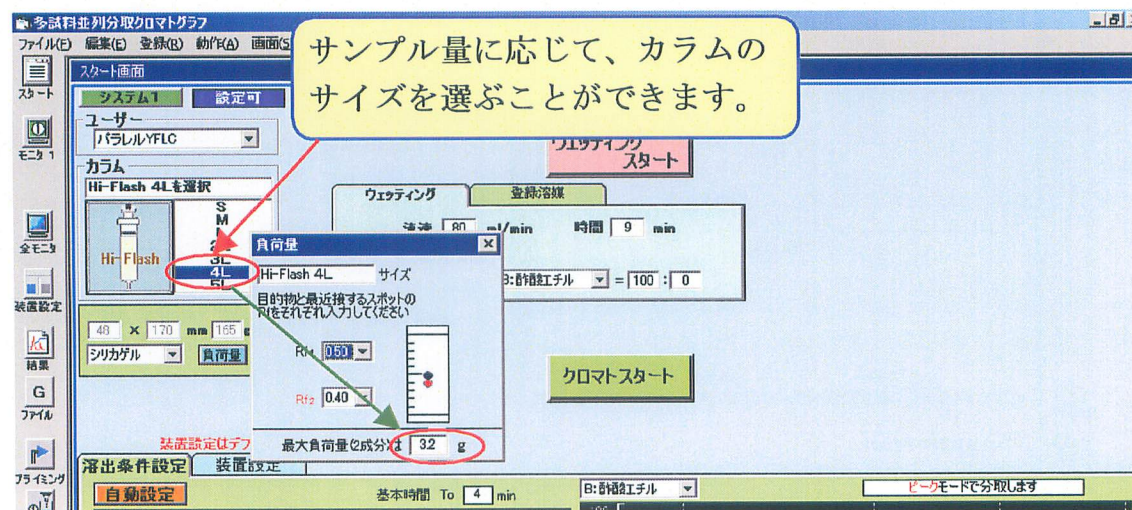 多試料並列分取クロマトグラフ
ファイル(F) 編集(E) 登録(R) 動作(A) 画面(S
サンプル量に応じて、カラムの
サイズを選ぶことができます。
スタート
スタート画面
システム1 設定可
ユーザー
パラレルYFLC
モニタ 1
ウェッティング
スタート
カラム
Hi-Flash 4Lを選択
S
M
3L
4L
5L
Hi-Flash
ウェッティング 登録溶媒
流速 80 ml/min 時間 9 min
B:酢酸エチル = 100 : 0
全モニタ
負荷量
Hi-Flash 4L サイズ
目的物と最近接するスポットの
Rfをそれぞれ入力してください
Rf1 0.50
Rf2 0.40
最大負荷量(2成分)は 3.2 g
装置設定
48 × 170 mm 165 g
シリカゲル 負荷量
結果
クロマトスタート
G
ファイル
装置設定はデフ
プライミング
溶出条件設定 装置設定
自動設定 基本時間 To 4 min B:酢酸エチル ピークモードで分取します